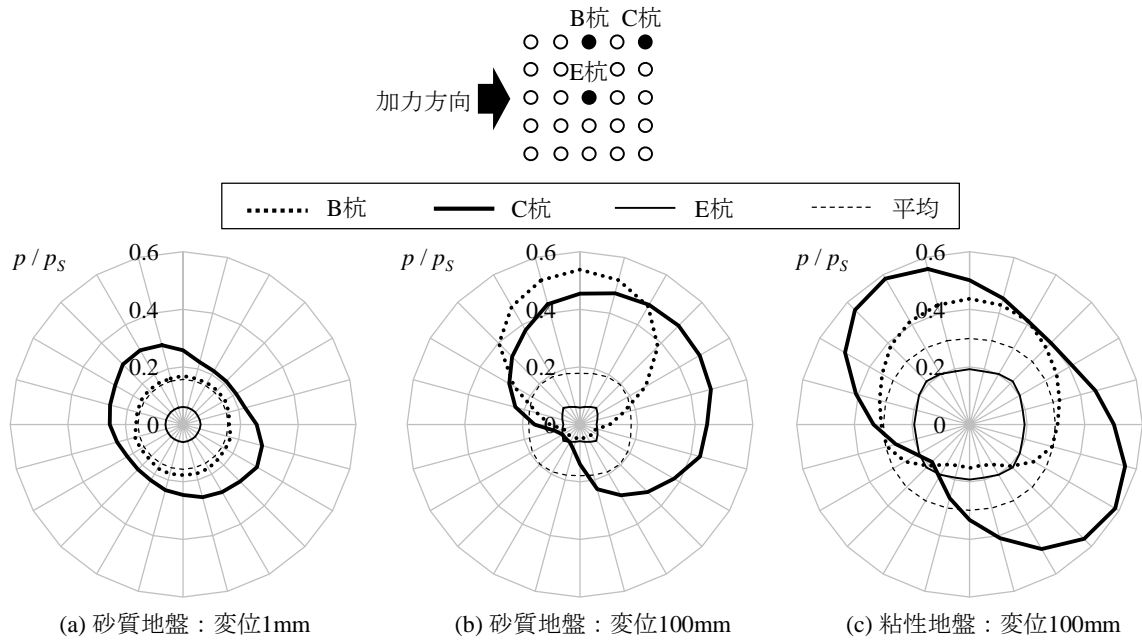 B杭 C杭
E杭
加力方向
B杭 C杭 E杭 平均
p / pS 0.6 0.4 0.2 0
p / pS 0.6 0.4 0.2 0
p / pS 0.6 0.4 0.2 0
(a) 砂質地盤：変位1mm
(b) 砂質地盤：変位100mm
(c) 粘性地盤：変位100mm